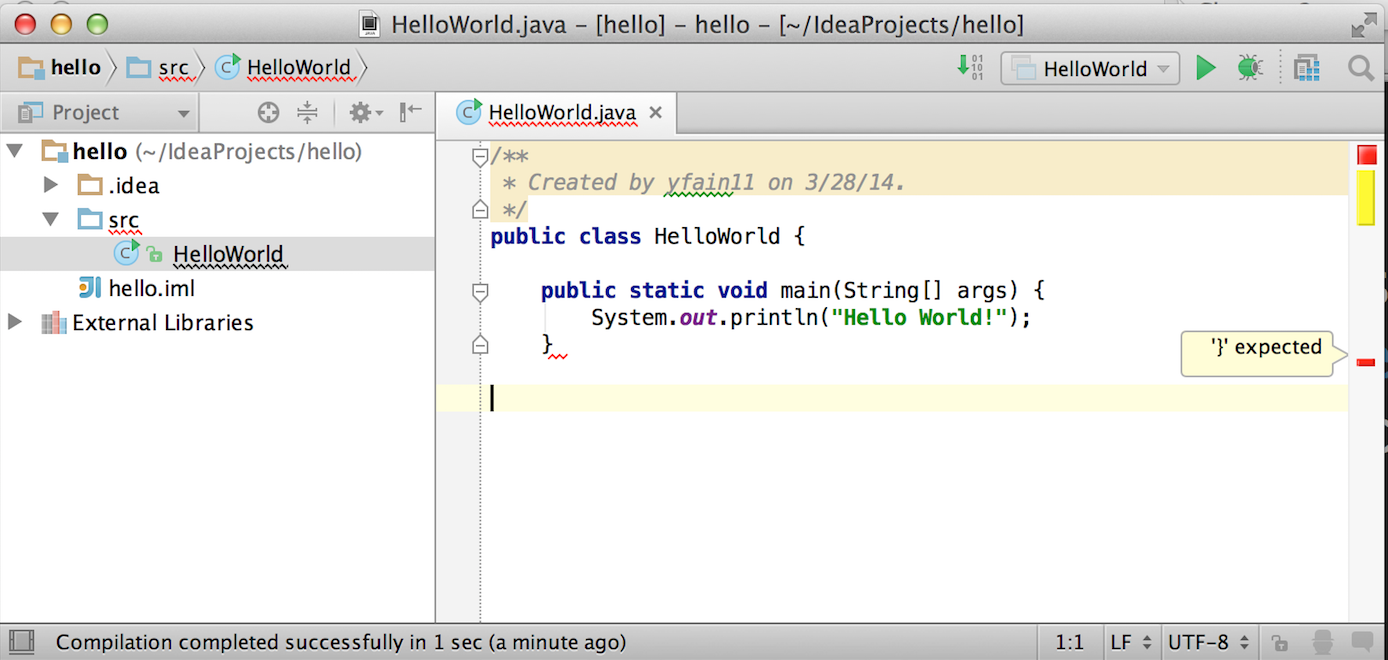 HelloWorld.java – [hello] – hello – [~/IdeaProjects/hello]
hello src HelloWorld
HelloWorld
Project
HelloWorld.java
hello (~/IdeaProjects/hello)
.idea
src
HelloWorld
hello.iml
External Libraries
/**
* Created by yfain11 on 3/28/14.
*/
public class HelloWorld {
public static void main(String[] args) {
System.out.println("Hello World!");
}
'}' expected
Compilation completed successfully in 1 sec (a minute ago)
1:1 LF UTF-8